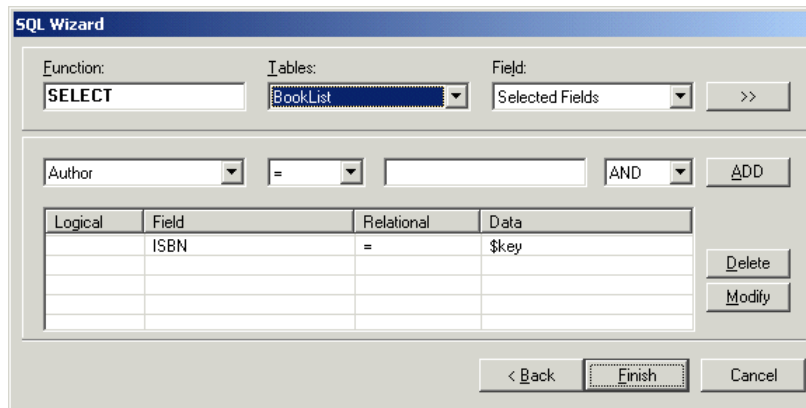 SQL Wizard
Function: Tables: Field:
SELECT BookList Selected Fields >>
Author = AND ADD
Logical Field Relational Data
ISBN = $key
Delete
Modify
< Back Finish Cancel